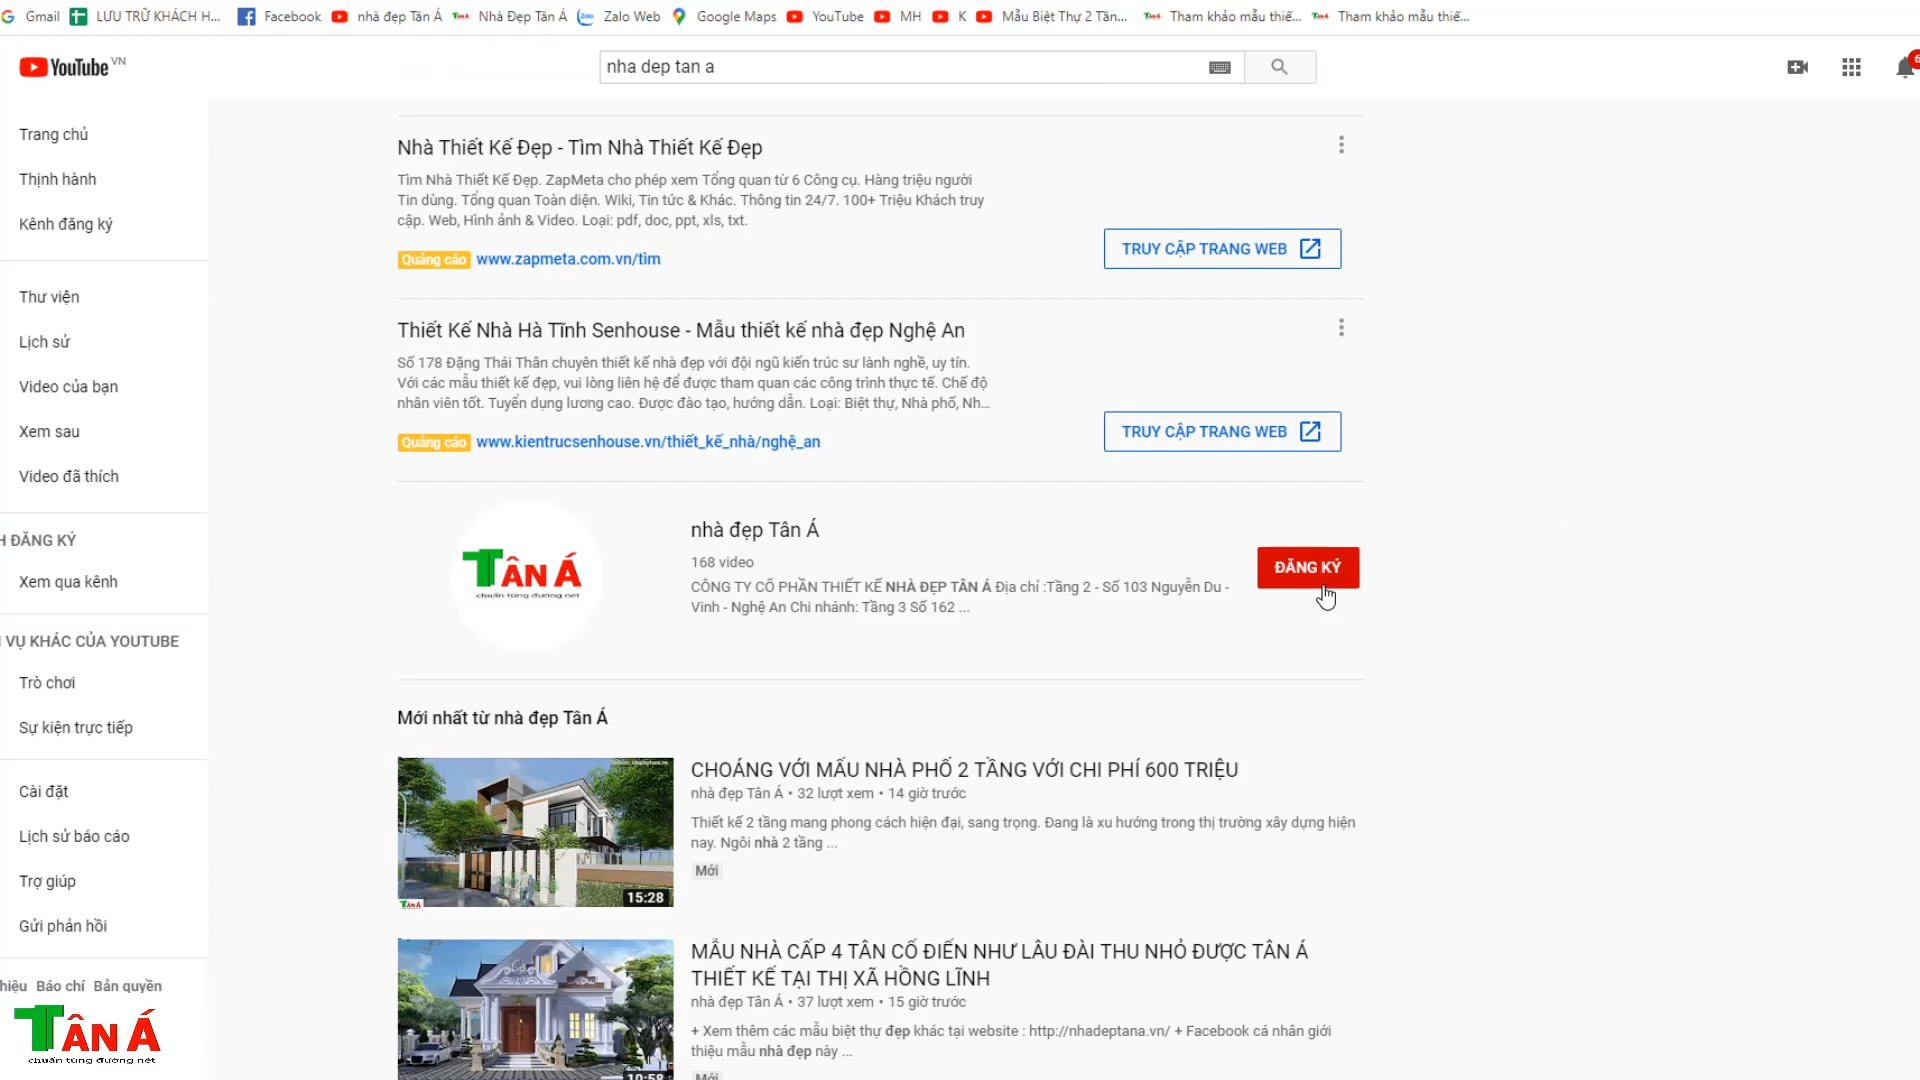 Gmail LƯU TRỮ KHÁCH H... Facebook nhà đẹp Tân Á Nhà Đẹp Tân Á Zalo Web Google Maps YouTube MH K Mẫu Biệt Thự 2 Tần... Tham khảo mẫu thiế... Tham khảo mẫu thiế...
YouTube VN
nha dep tan a
6
Trang chủ
Thịnh hành
Kênh đăng ký
Thư viện
Lịch sử
Video của bạn
Xem sau
Video đã thích
H ĐĂNG KÝ
Xem qua kênh
VỤ KHÁC CỦA YOUTUBE
Trò chơi
Sự kiện trực tiếp
Cài đặt
Lịch sử báo cáo
Trợ giúp
Gửi phản hồi
hiệu Báo chí Bản quyền
TÂN Á
chuẩn từng đường nét
Nhà Thiết Kế Đẹp - Tìm Nhà Thiết Kế Đẹp
Tìm Nhà Thiết Kế Đẹp. ZapMeta cho phép xem Tổng quan từ 6 Công cụ. Hàng triệu người
Tin dùng. Tổng quan Toàn diện. Wiki, Tin tức & Khác. Thông tin 24/7. 100+ Triệu Khách truy
cập. Web, Hình ảnh & Video. Loại: pdf, doc, ppt, xls, txt.
Quảng cáo www.zapmeta.com.vn/tìm
TRUY CẬP TRANG WEB
Thiết Kế Nhà Hà Tĩnh Senhouse - Mẫu thiết kế nhà đẹp Nghệ An
Số 178 Đặng Thái Thân chuyên thiết kế nhà đẹp với đội ngũ kiến trúc sư lành nghề, uy tín.
Với các mẫu thiết kế đẹp, vui lòng liên hệ để được tham quan các công trình thực tế. Chế độ
nhân viên tốt. Tuyển dụng lương cao. Được đào tạo, hướng dẫn. Loại: Biệt thự, Nhà phố, Nh...
Quảng cáo www.kientrucsenhouse.vn/thiết_kế_nhà/nghệ_an
TRUY CẬP TRANG WEB
TÂN Á
chuẩn từng đường nét
nhà đẹp Tân Á
168 video
CÔNG TY CỔ PHẦN THIẾT KẾ NHÀ ĐẸP TÂN Á Địa chỉ :Tầng 2 - Số 103 Nguyễn Du -
Vinh - Nghệ An Chi nhánh: Tầng 3 Số 162 ...
ĐĂNG KÝ
Mới nhất từ nhà đẹp Tân Á
15:28
TÂN Á
CHOÁNG VỚI MẪU NHÀ PHỐ 2 TẦNG VỚI CHI PHÍ 600 TRIỆU
nhà đẹp Tân Á • 32 lượt xem • 14 giờ trước
Thiết kế 2 tầng mang phong cách hiện đại, sang trọng. Đang là xu hướng trong thị trường xây dựng hiện
nay. Ngôi nhà 2 tầng ...
Mới
10:58
MẪU NHÀ CẤP 4 TÂN CỔ ĐIỂN NHƯ LÂU ĐÀI THU NHỎ ĐƯỢC TÂN Á
THIẾT KẾ TẠI THỊ XÃ HỒNG LĨNH
nhà đẹp Tân Á • 37 lượt xem • 15 giờ trước
+ Xem thêm các mẫu biệt thự đẹp khác tại website : http://nhadeptana.vn/ + Facebook cá nhân giới
thiệu mẫu nhà đẹp này ...
Mới